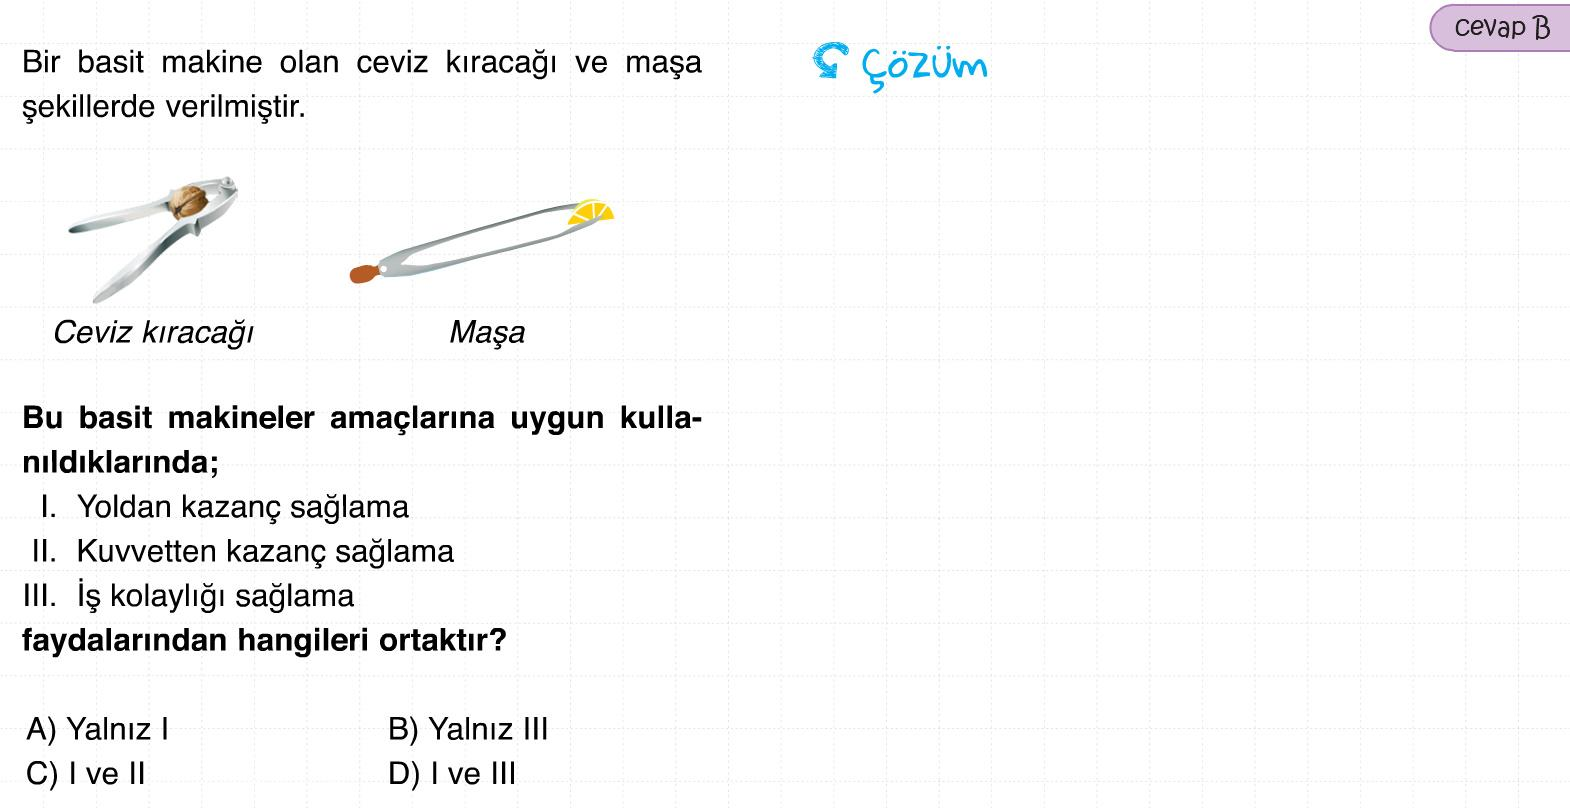 cevap B
Bir basit makine olan ceviz kıracağı ve maşa
şekillerde verilmiştir.
çözüm
Ceviz kıracağı
Maşa
Bu basit makineler amaçlarına uygun kulla-
nıldıklarında;
I. Yoldan kazanç sağlama
II. Kuvvetten kazanç sağlama
III. İş kolaylığı sağlama
faydalarından hangileri ortaktır?
A) Yalnız I
B) Yalnız III
C) I ve II
D) I ve III